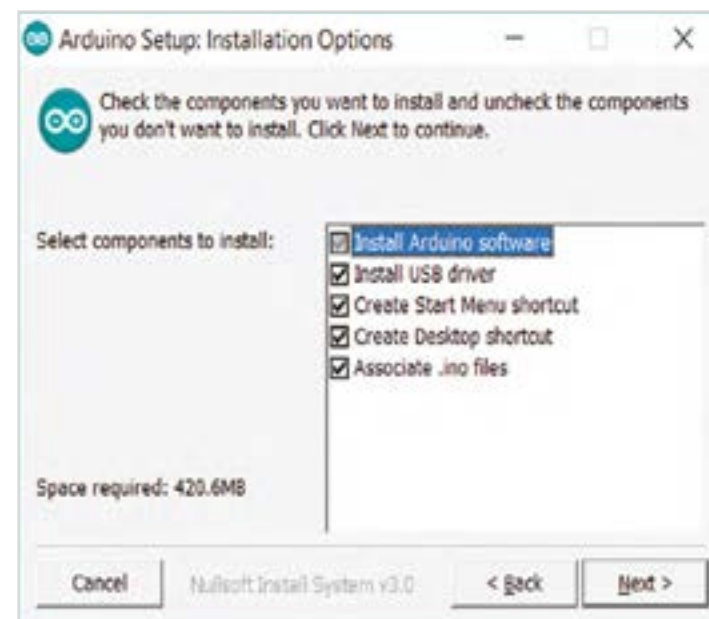 Arduino Setup: Installation Options
Check the components you want to install and uncheck the components
you don't want to install. Click Next to continue.
Select components to install:
Install Arduino software
Install USB driver
Create Start Menu shortcut
Create Desktop shortcut
Associate .ino files
Space required: 420.6MB
Cancel
Nullsoft Install System v3.0
< Back
Next >